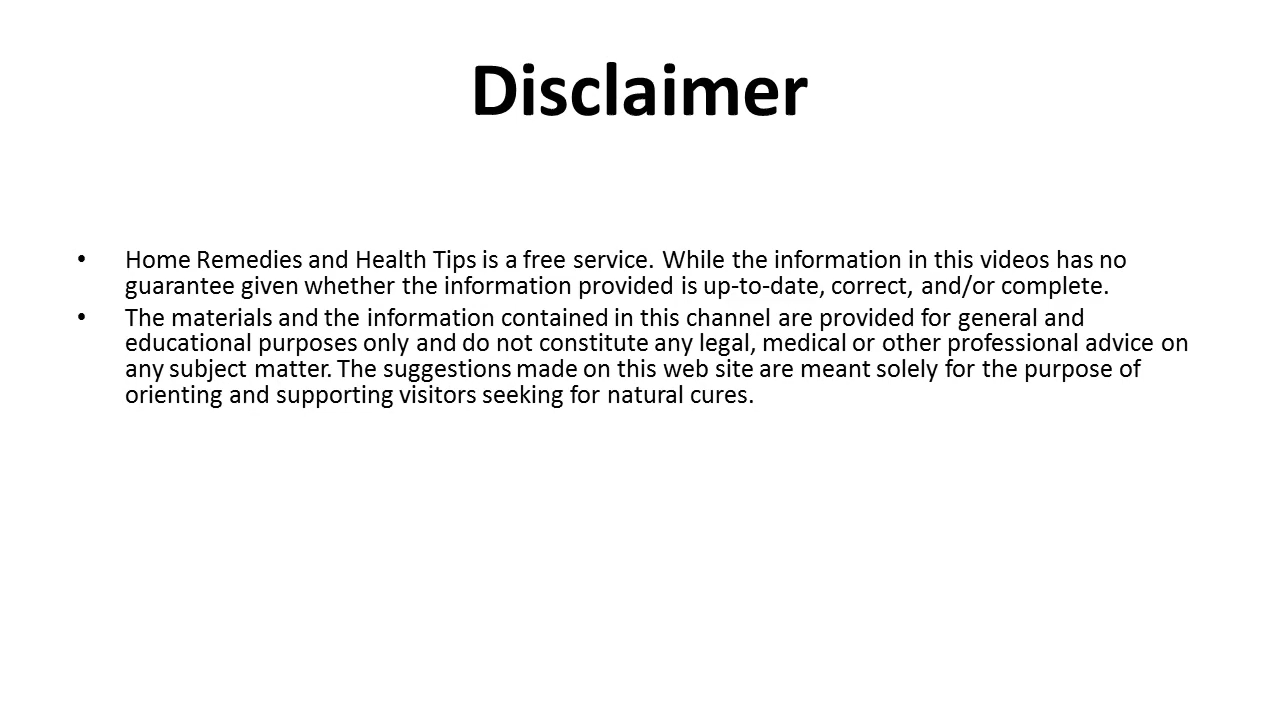 Disclaimer
• Home Remedies and Health Tips is a free service. While the information in this videos has no
guarantee given whether the information provided is up-to-date, correct, and/or complete.
• The materials and the information contained in this channel are provided for general and
educational purposes only and do not constitute any legal, medical or other professional advice on
any subject matter. The suggestions made on this web site are meant solely for the purpose of
orienting and supporting visitors seeking for natural cures.